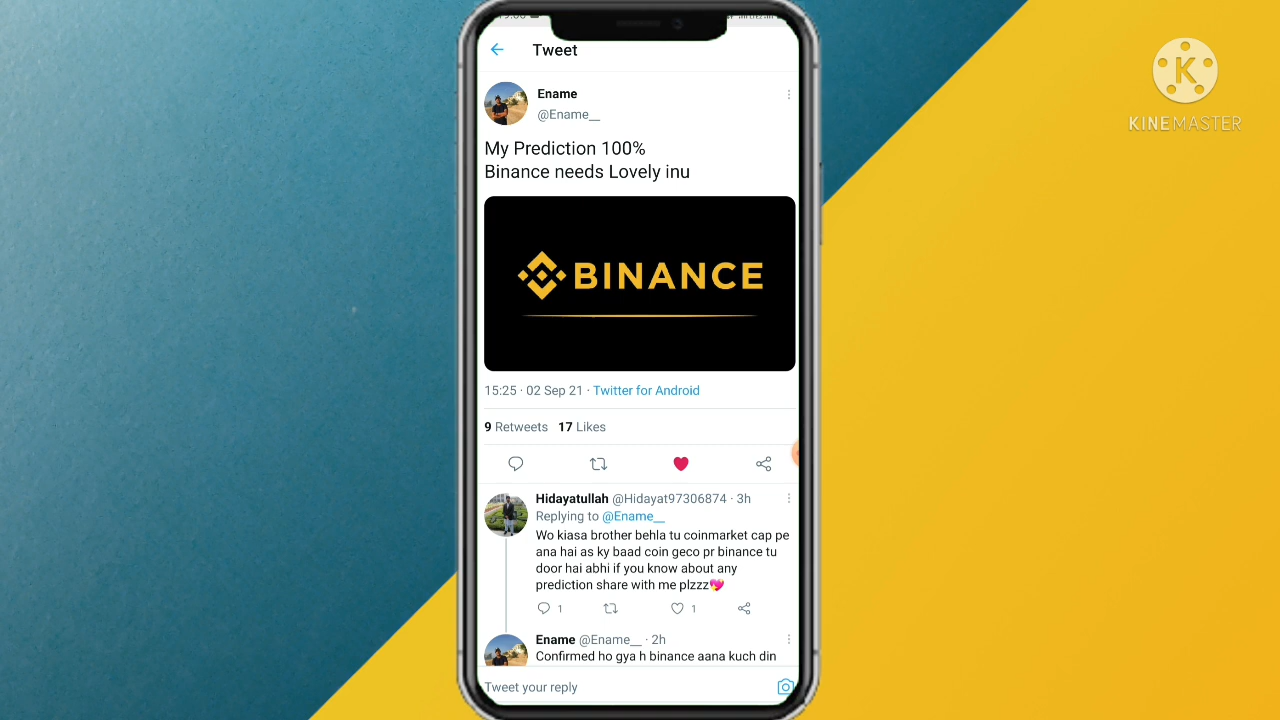 Tweet
Ename
@Ename__
My Prediction 100%
Binance needs Lovely inu
BINANCE
15:25 · 02 Sep 21 · Twitter for Android
9 Retweets 17 Likes
Hidayatullah @Hidayat97306874 · 3h
Replying to @Ename__
Wo kiasa brother behla tu coinmarket cap pe
ana hai as ky baad coin geco pr binance tu
door hai abhi if you know about any
prediction share with me plzzz💖
1 1
Ename @Ename__ · 2h
Confirmed ho gya h binance aana kuch din
Tweet your reply
K
KINEMASTER